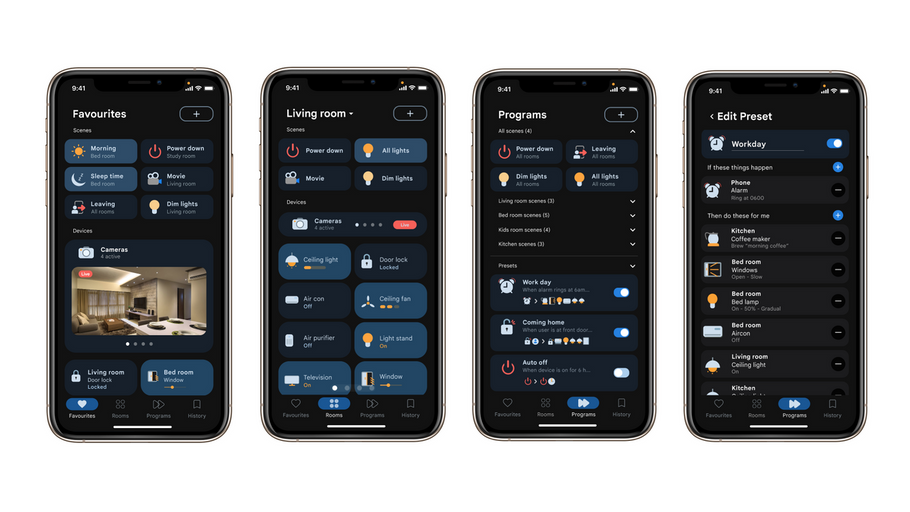 9:41
Favourites
+
Scenes
Morning
Bed room
Power down
Study room
Sleep time
Bed room
Movie
Living room
Leaving
All rooms
Dim lights
Living room
Devices
Cameras
4 active
Live
Living room
Door lock
Locked
Bed room
Window
Favourites
Rooms
Programs
History
9:41
Living room
+
Scenes
Power down
All lights
Movie
Dim lights
Devices
Cameras
4 active
Live
Ceiling light
Door lock
Locked
Air con
Off
Ceiling fan
Air purifier
Off
Light stand
On
Television
On
Window
Favourites
Rooms
Programs
History
9:41
Programs
+
All scenes (4)
Power down
All rooms
Leaving
All rooms
Dim lights
All rooms
All lights
All rooms
Living room scenes (3)
Bed room scenes (5)
Kids room scenes (4)
Kitchen scenes (3)
Presets
Work day
When alarm rings at 6am...
Coming home
When user is at front door...
Auto off
When device is on for 6 h...
Favourites
Rooms
Programs
History
9:41
< Edit Preset
Workday
If these things happen
+
Phone
Alarm
Ring at 0600
Then do these for me
+
Kitchen
Coffee maker
Brew "morning coffee"
Bed room
Windows
Open - Slow
Bed room
Bed lamp
On - 50% - Gradual
Bed room
Aircon
Off
Living room
Ceiling light
On
Kitchen
Ceiling light
Favourites
Rooms
Programs
History